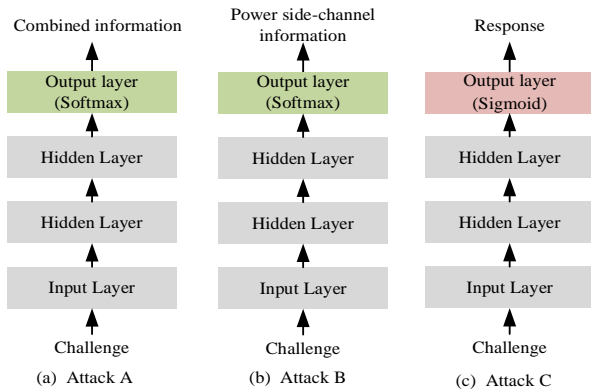 Combined information
Output layer
(Softmax)
Hidden Layer
Hidden Layer
Input Layer
Challenge
(a) Attack A
Power side-channel
information
Output layer
(Softmax)
Hidden Layer
Hidden Layer
Input Layer
Challenge
(b) Attack B
Response
Output layer
(Sigmoid)
Hidden Layer
Hidden Layer
Input Layer
Challenge
(c) Attack C